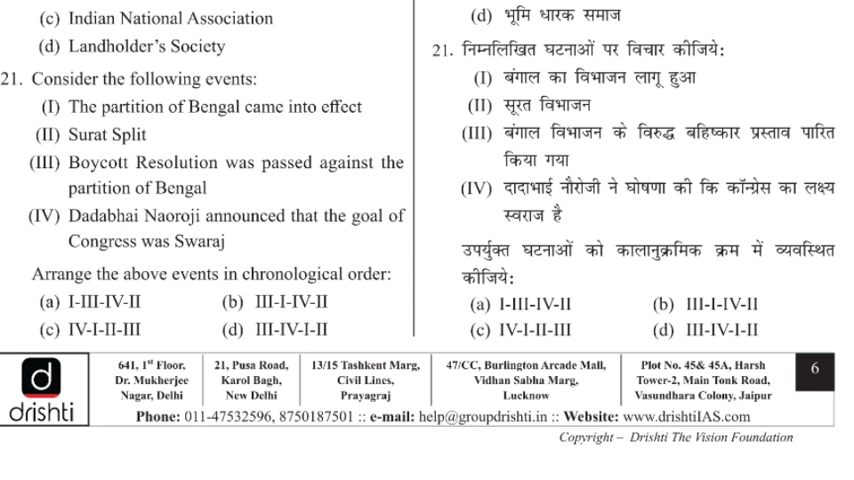 (c) Indian National Association
(d) Landholder's Society
21. Consider the following events:
(I) The partition of Bengal came into effect
(II) Surat Split
(III) Boycott Resolution was passed against the
partition of Bengal
(IV) Dadabhai Naoroji announced that the goal of
Congress was Swaraj
Arrange the above events in chronological order:
(a) I-III-IV-II (b) III-I-IV-II
(c) IV-I-II-III (d) III-IV-I-II
(d) भूमि धारक समाज
21. निम्नलिखित घटनाओं पर विचार कीजिये:
(I) बंगाल का विभाजन लागू हुआ
(II) सूरत विभाजन
(III) बंगाल विभाजन के विरुद्ध बहिष्कार प्रस्ताव पारित
किया गया
(IV) दादाभाई नौरोजी ने घोषणा की कि कॉन्ग्रेस का लक्ष्य
स्वराज है
उपर्युक्त घटनाओं को कालानुक्रमिक क्रम में व्यवस्थित
कीजिये:
(a) I-III-IV-II (b) III-I-IV-II
(c) IV-I-II-III (d) III-IV-I-II
d
drishti
641, 1st Floor,
Dr. Mukherjee
Nagar, Delhi
21, Pusa Road,
Karol Bagh,
New Delhi
13/15 Tashkent Marg,
Civil Lines,
Prayagraj
47/CC, Burlington Arcade Mall,
Vidhan Sabha Marg,
Lucknow
Plot No. 45& 45A, Harsh
Tower-2, Main Tonk Road,
Vasundhara Colony, Jaipur
6
Phone: 011-47532596, 8750187501 :: e-mail: help@groupdrishti.in :: Website: www.drishtiIAS.com
Copyright – Drishti The Vision Foundation